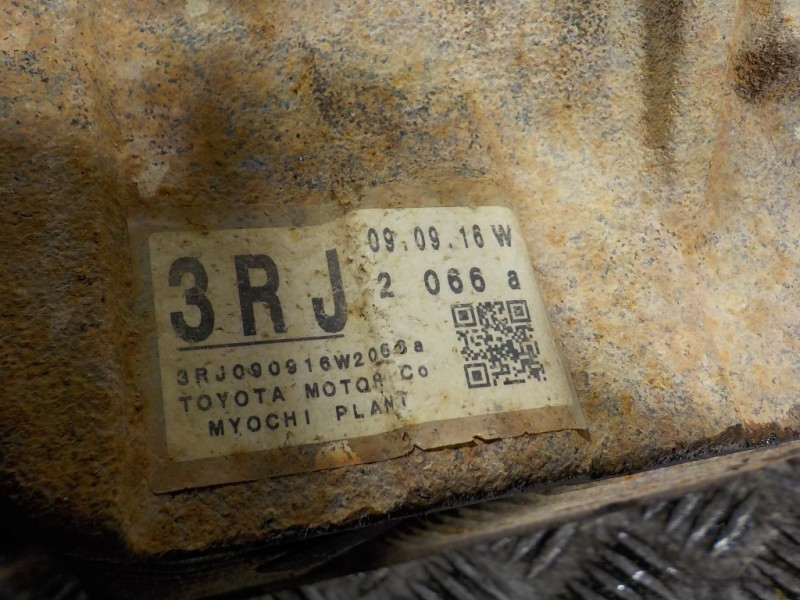 3RJ
09.09.16 W
2 066 a
3RJ090916W2066a
TOYOTA MOTOR Co
MYOCHI PLANT